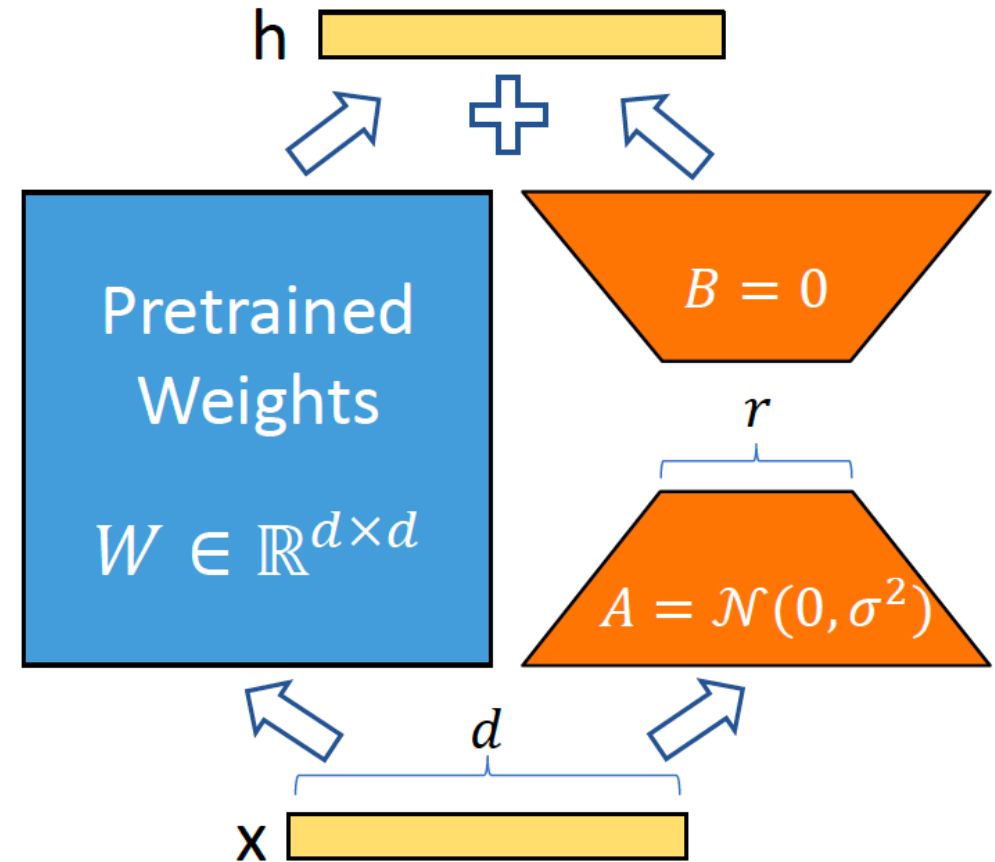 h
Pretrained
Weights
W ∈ ℝ^{d×d}
B = 0
r
A = 𝒩(0, σ²)
d
x